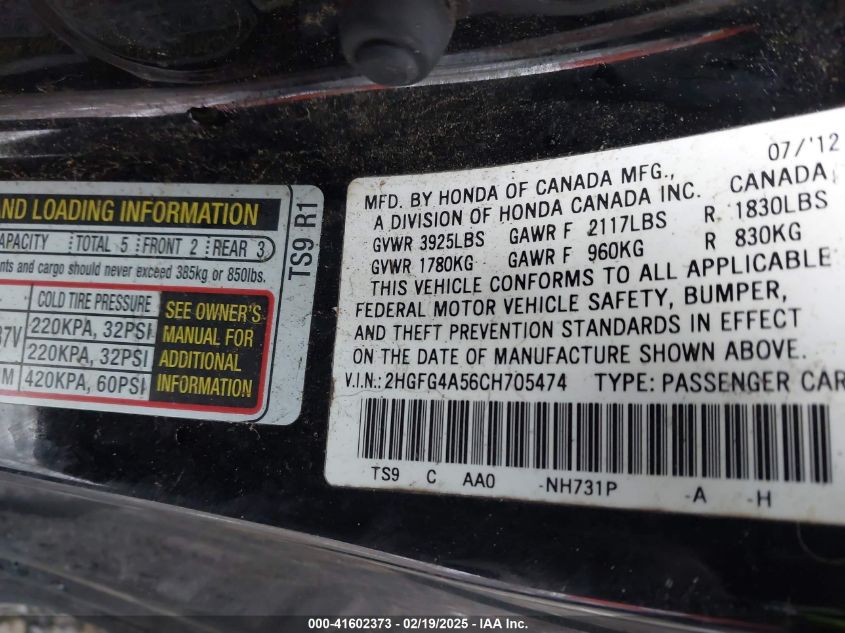 AND LOADING INFORMATION
CAPACITY TOTAL 5 FRONT 2 REAR 3
nts and cargo should never exceed 385kg or 850lbs.
COLD TIRE PRESSURE
7V 220KPA, 32PSI
220KPA, 32PSI
M 420KPA, 60PSI
SEE OWNER'S
MANUAL FOR
ADDITIONAL
INFORMATION
TS9 R1
07/'12
MFD. BY HONDA OF CANADA MFG.,
A DIVISION OF HONDA CANADA INC. CANADA
GVWR 3925LBS GAWR F 2117LBS R 1830LBS
GVWR 1780KG GAWR F 960KG R 830KG
THIS VEHICLE CONFORMS TO ALL APPLICABLE
FEDERAL MOTOR VEHICLE SAFETY, BUMPER,
AND THEFT PREVENTION STANDARDS IN EFFECT
ON THE DATE OF MANUFACTURE SHOWN ABOVE.
V.I.N.: 2HGFG4A56CH705474 TYPE: PASSENGER CAR
TS9 C AA0 -NH731P -A -H
000-41602373 - 02/19/2025 - IAA Inc.